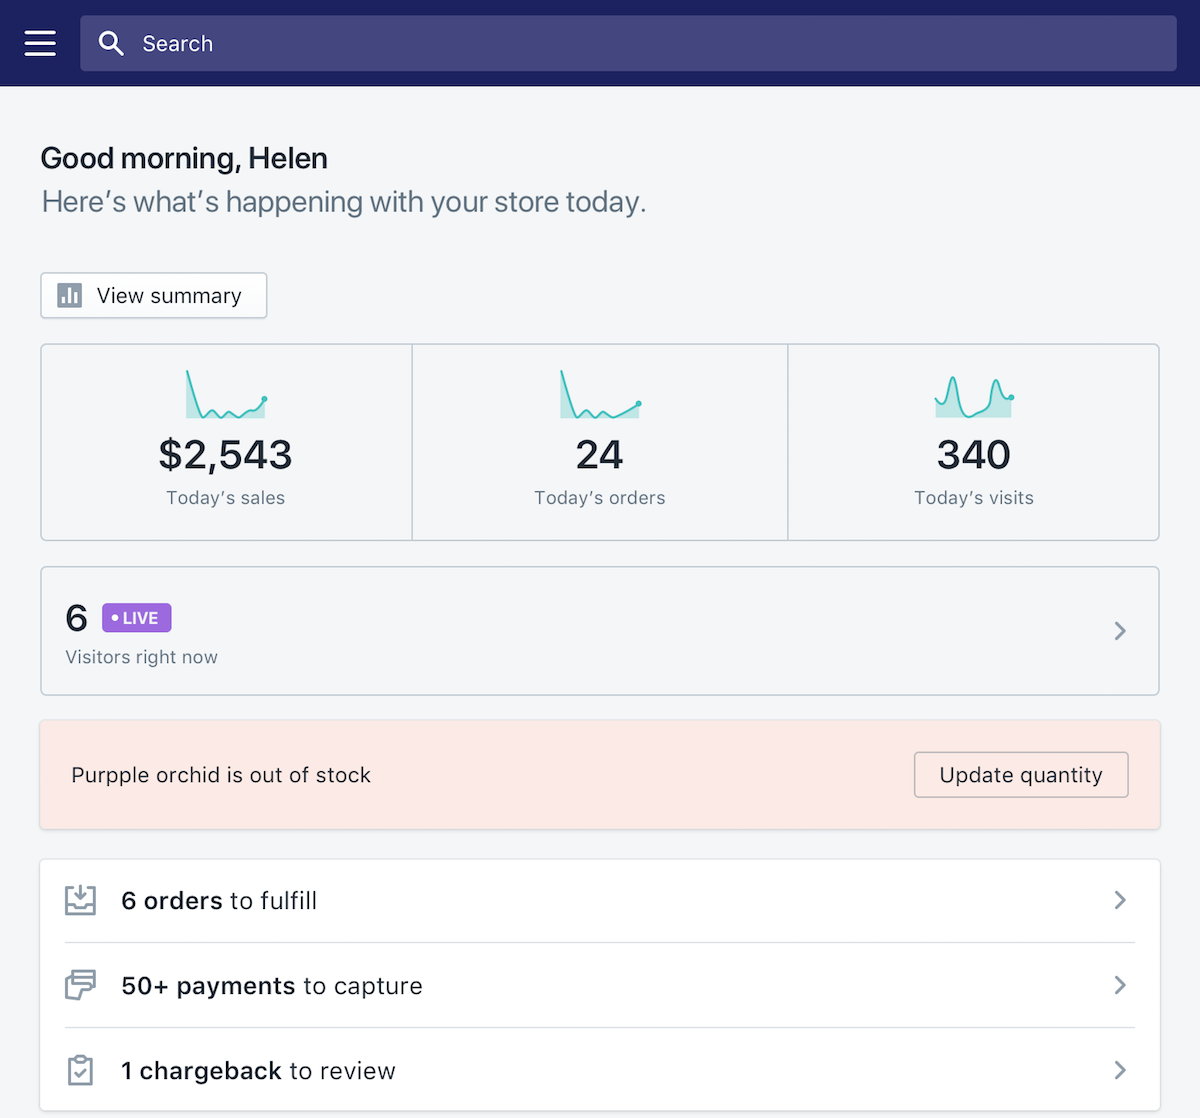 Search
Good morning, Helen
Here’s what’s happening with your store today.
View summary
$2,543
Today’s sales
24
Today’s orders
340
Today’s visits
6 • LIVE
Visitors right now
Purpple orchid is out of stock
Update quantity
6 orders to fulfill
50+ payments to capture
1 chargeback to review